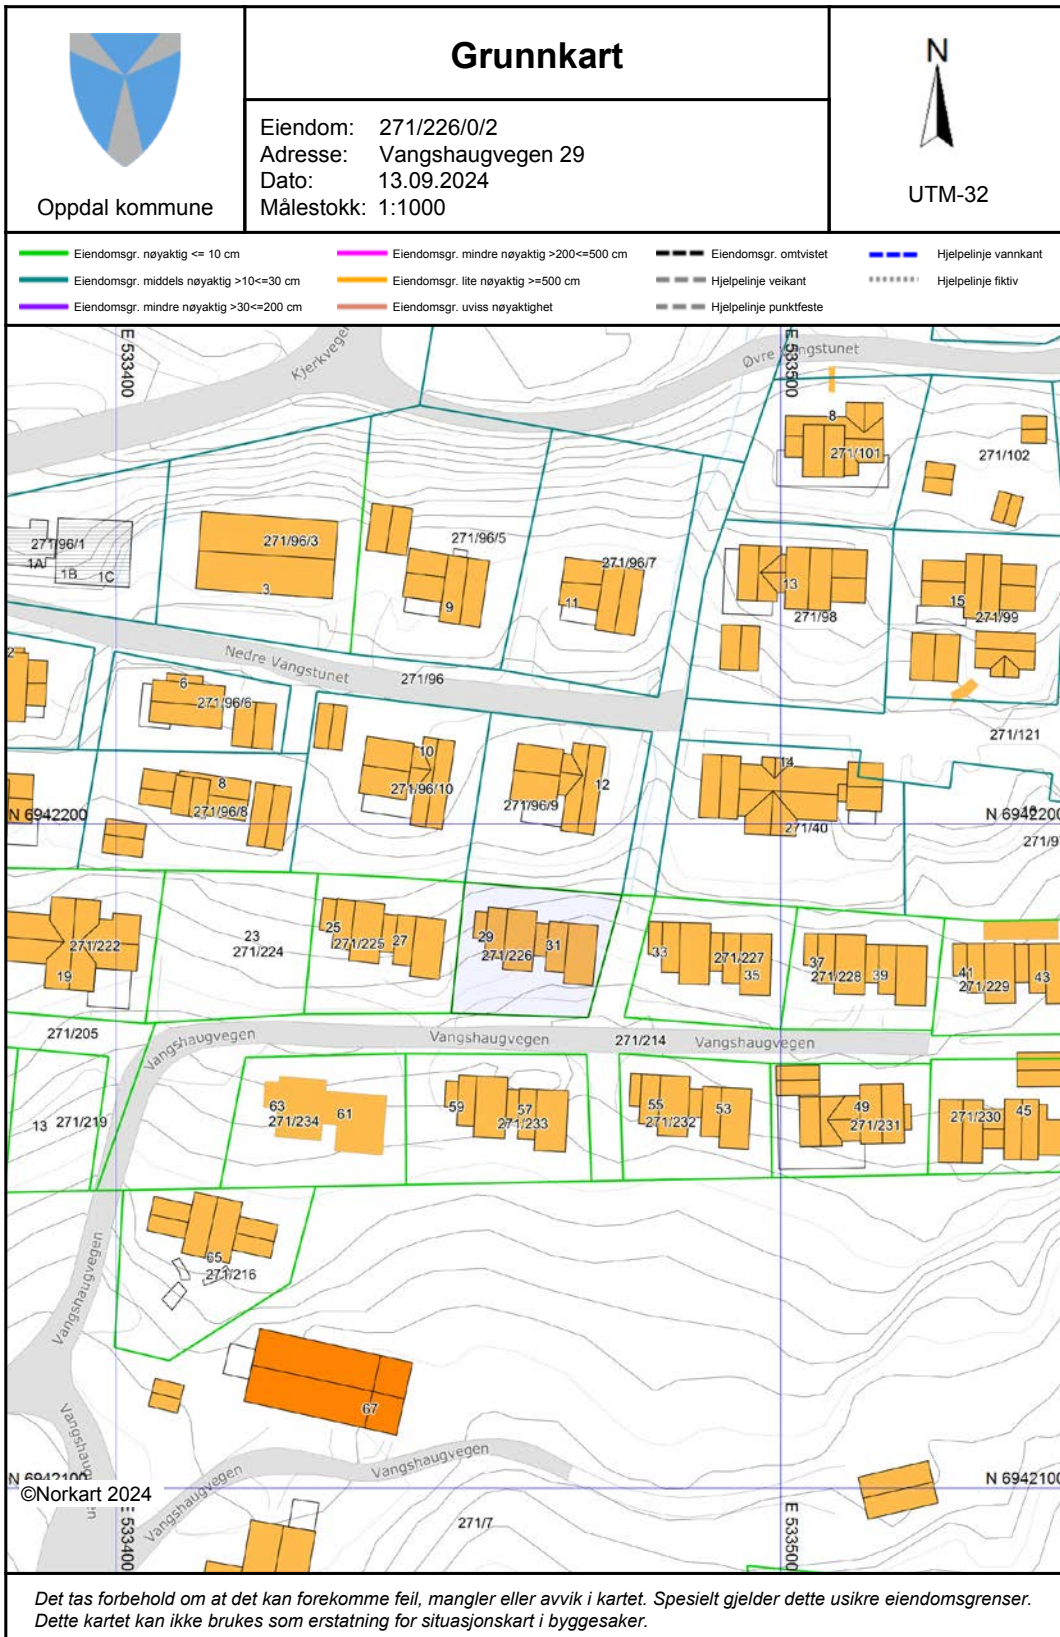 Grunnkart
Eiendom: 271/226/0/2
Adresse: Vangshaugvegen 29
Dato: 13.09.2024
Målestokk: 1:1000
Oppdal kommune
N
UTM-32
Eiendomsgr. nøyaktig <= 10 cm
Eiendomsgr. mindre nøyaktig >200<=500 cm
Eiendomsgr. omtvistet
Hjelpelinje vannkant
Eiendomsgr. middels nøyaktig >10<=30 cm
Eiendomsgr. lite nøyaktig >=500 cm
Hjelpelinje veikant
Hjelpelinje fiktiv
Eiendomsgr. mindre nøyaktig >30<=200 cm
Eiendomsgr. uviss nøyaktighet
Hjelpelinje punktfeste
E 533400
Kjerkvegen
E 533500
Øvre Vangstunet
8
271/101
271/102
271/96/1
1A
1B
1C
271/96/3
3
271/96/5
9
271/96/7
11
13
271/98
15
271/99
Nedre Vangstunet
271/96
2
6
271/96/6
271/121
8
271/96/8
10
271/96/10
12
271/96/9
14
271/40
N 6942200
N 6942200
271/9
271/222
19
23
271/224
25
271/225
27
29
271/226
31
33
271/227
35
37
271/228
39
41
271/229
43
271/205
Vangshaugvegen
Vangshaugvegen
271/214
Vangshaugvegen
13
271/219
63
271/234
61
59
57
271/233
55
271/232
53
49
271/231
271/230
45
65
271/216
Vangshaugvegen
67
Vangshaugvegen
Vangshaugvegen
Vangshaugvegen
N 6942100
N 6942100
©Norkart 2024
E 533400
271/7
E 533500
Det tas forbehold om at det kan forekomme feil, mangler eller avvik i kartet. Spesielt gjelder dette usikre eiendomsgrenser.
Dette kartet kan ikke brukes som erstatning for situasjonskart i byggesaker.